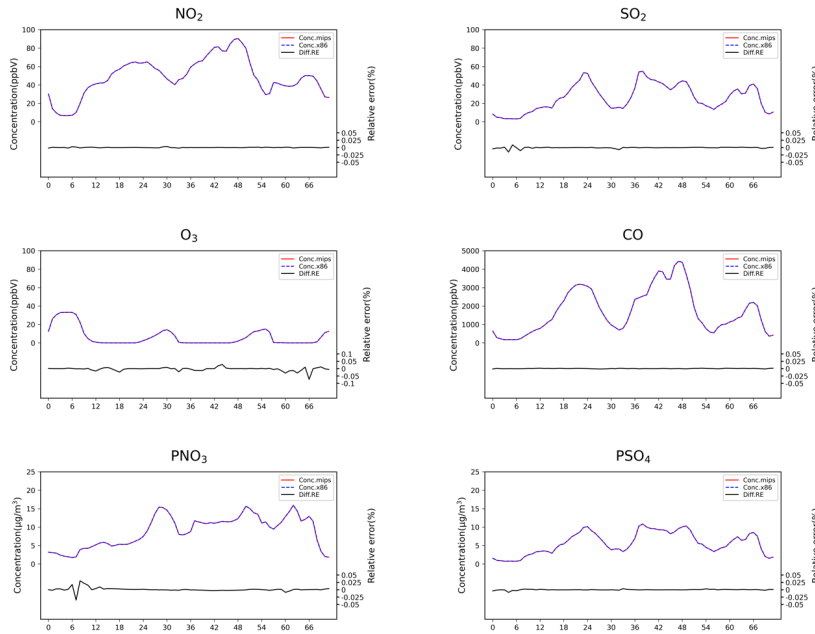 NO2
SO2
Concentration(ppbV)
100
80
60
40
20
0
Conc.mips
Conc.x86
Diff.RE
0.05
0.025
0
-0.025
-0.05
Relative error(%)
0 6 12 18 24 30 36 42 48 54 60 66
Concentration(ppbV)
100
80
60
40
20
0
Conc.mips
Conc.x86
Diff.RE
0.05
0.025
0
-0.025
-0.05
Relative error(%)
0 6 12 18 24 30 36 42 48 54 60 66
O3
CO
Concentration(ppbV)
100
80
60
40
20
0
Conc.mips
Conc.x86
Diff.RE
0.1
0.05
0
-0.05
-0.1
Relative error(%)
0 6 12 18 24 30 36 42 48 54 60 66
Concentration(ppbV)
5000
4000
3000
2000
1000
0
Conc.mips
Conc.x86
Diff.RE
0.05
0.025
0
-0.025
-0.05
Relative error(%)
0 6 12 18 24 30 36 42 48 54 60 66
PNO3
PSO4
Concentration(μg/m3)
25
20
15
10
5
0
Conc.mips
Conc.x86
Diff.RE
0.05
0.025
0
-0.025
-0.05
Relative error(%)
0 6 12 18 24 30 36 42 48 54 60 66
Concentration(μg/m3)
25
20
15
10
5
0
Conc.mips
Conc.x86
Diff.RE
0.05
0.025
0
-0.025
-0.05
Relative error(%)
0 6 12 18 24 30 36 42 48 54 60 66